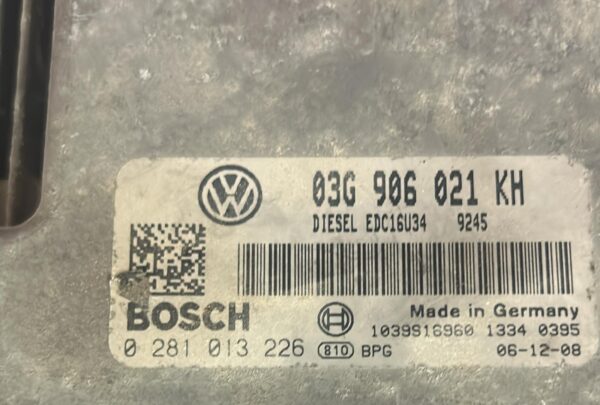 03G 906 021 KH
DIESEL EDC16U34 9245
BOSCH
Made in Germany
1039S16960 1334 0395
0 281 013 226 810 BPG 06-12-08